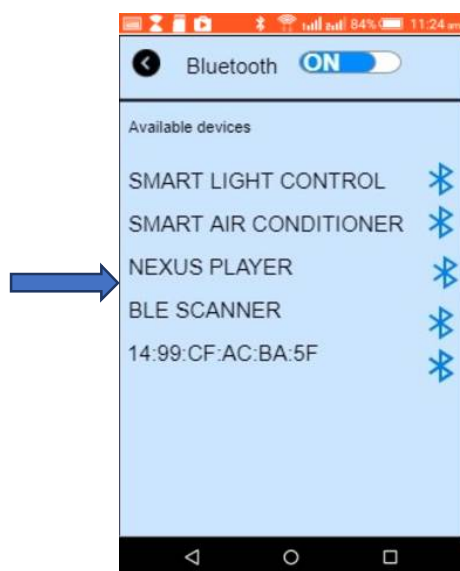 84% 11:24 am
Bluetooth ON
Available devices
SMART LIGHT CONTROL
SMART AIR CONDITIONER
NEXUS PLAYER
BLE SCANNER
14:99:CF:AC:BA:5F